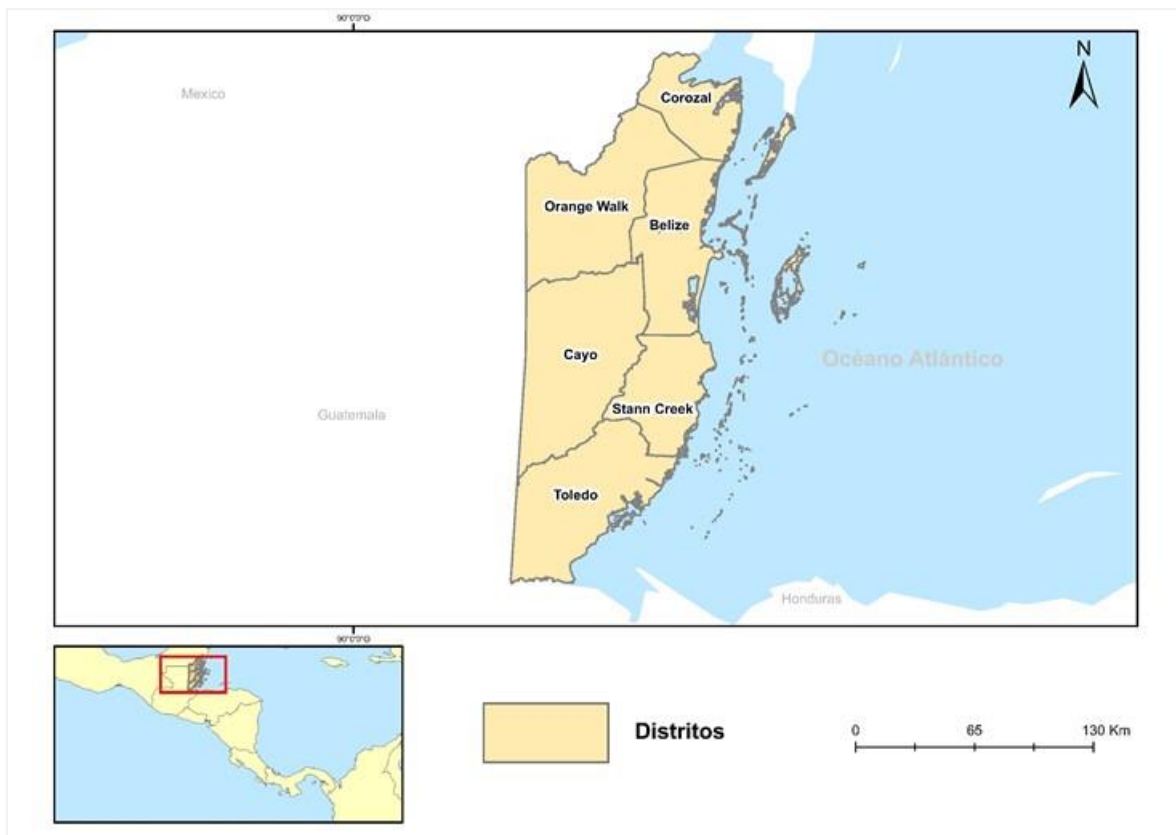 90°0'0"O
N
Mexico
Corozal
Orange Walk
Belize
Cayo
Océano Atlântico
Stann Creek
Guatemala
Toledo
Honduras
90°0'0"O
Distritos
0 65 130 Km